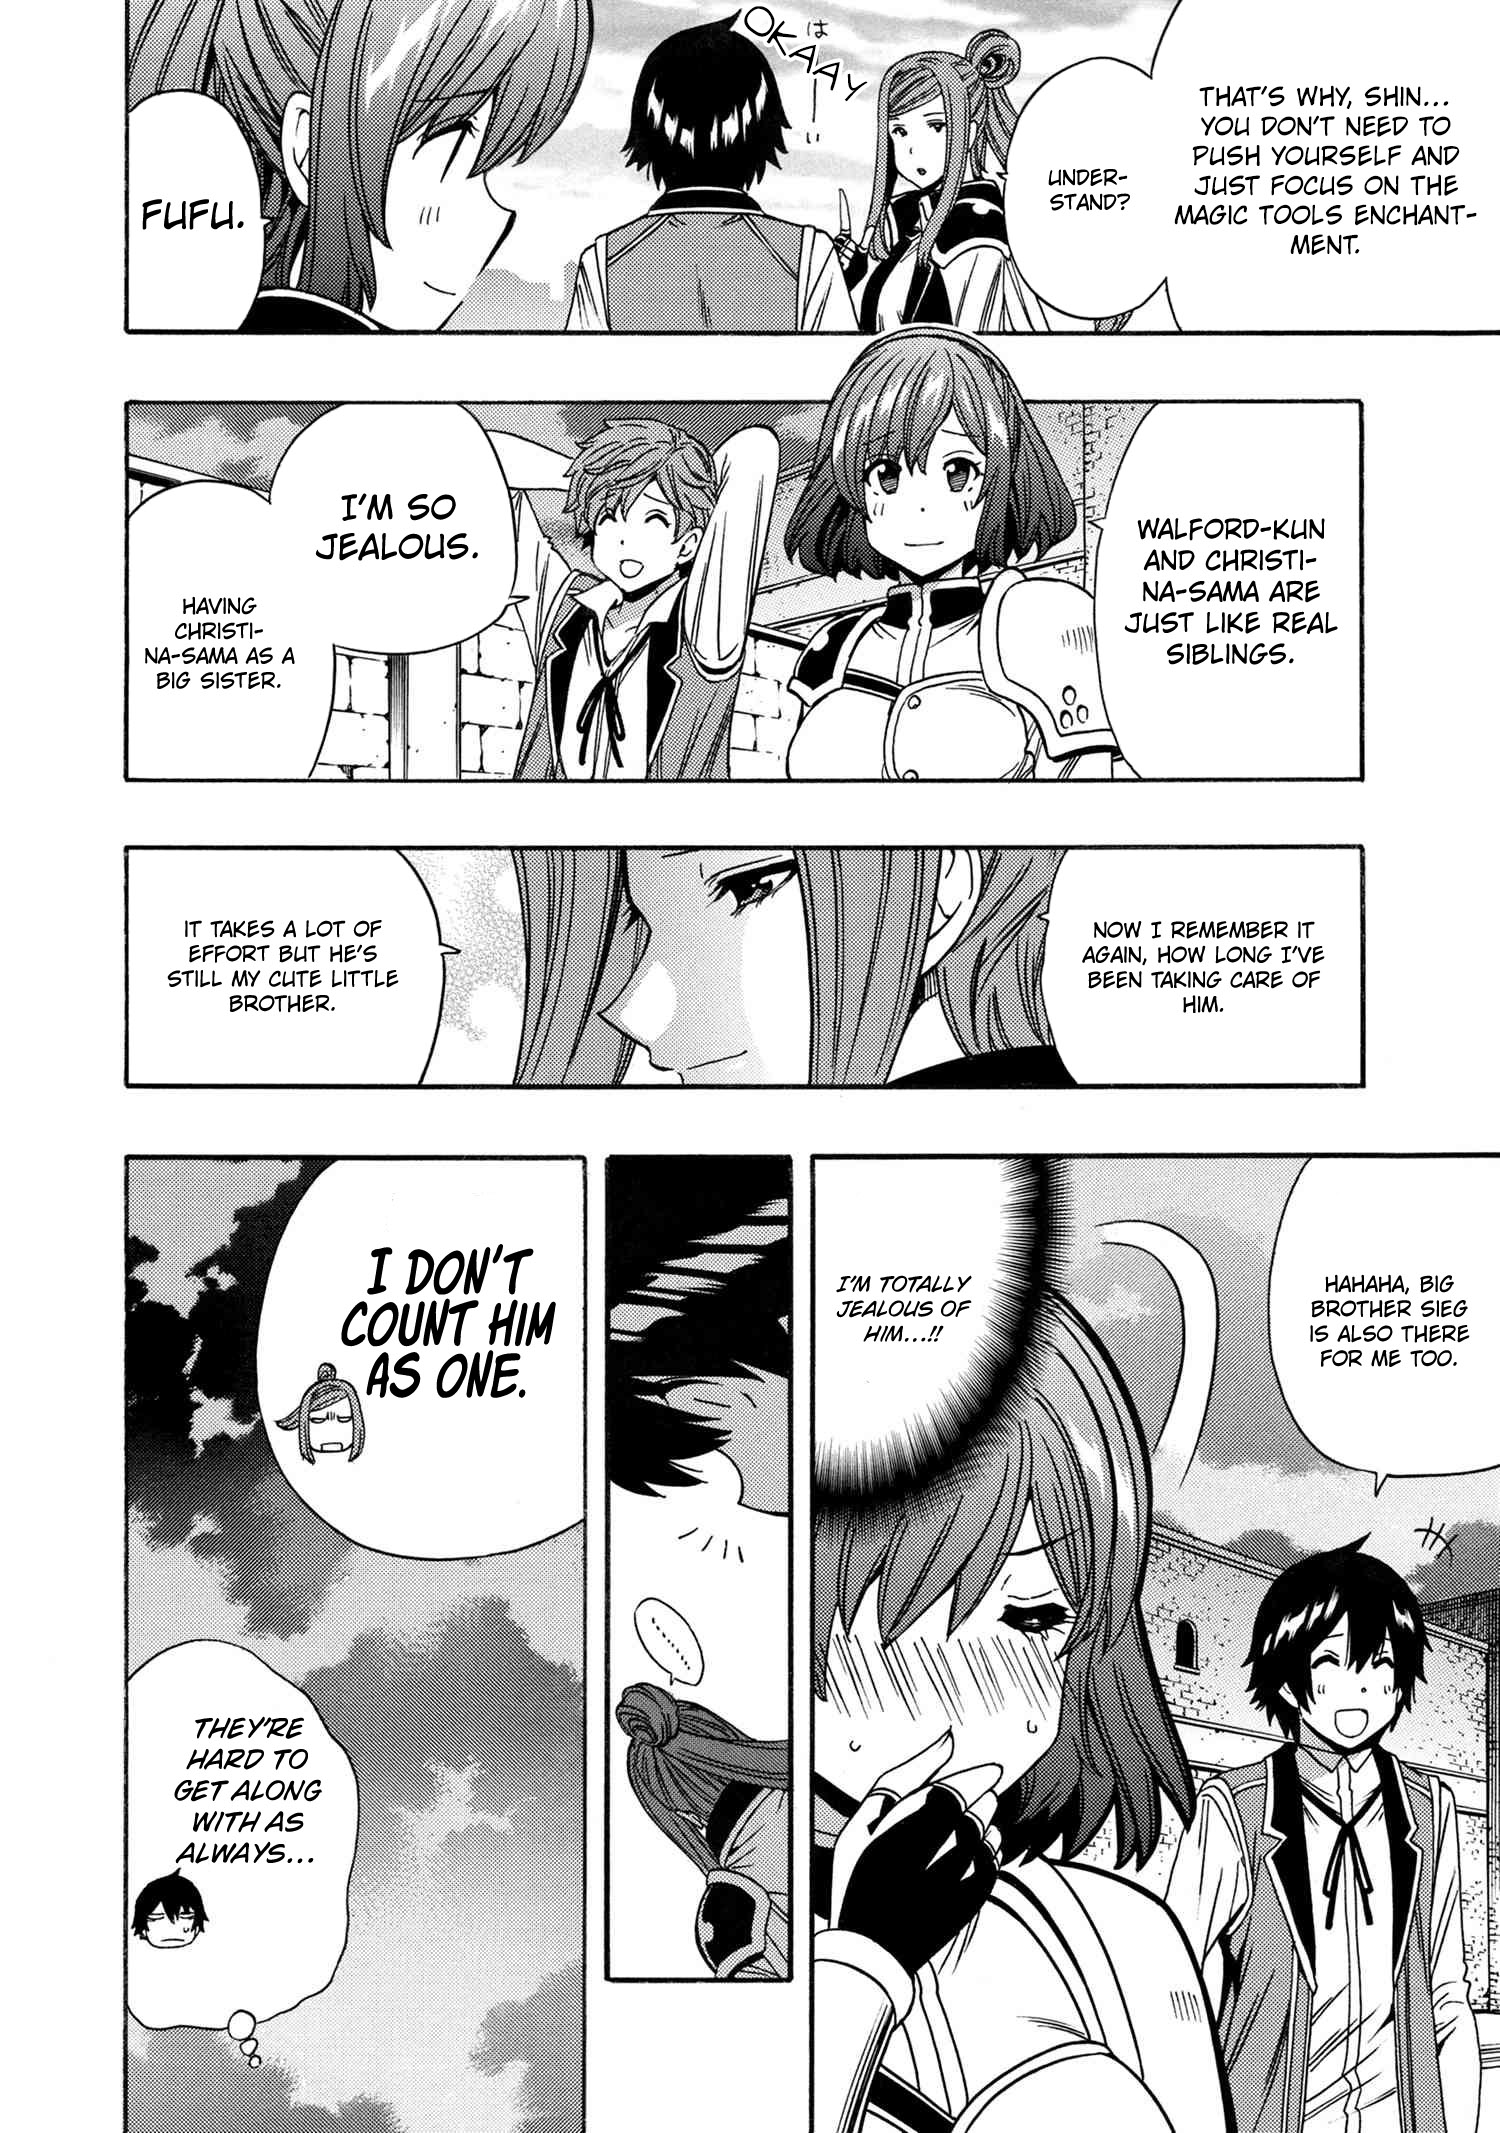 THAT'S WHY, SHIN...
YOU DON'T NEED TO
PUSH YOURSELF AND
JUST FOCUS ON THE
MAGIC TOOLS ENCHANT-
MENT.
UNDER-
STAND?
OKAAY
はーい
FUFU.
WALFORD-KUN
AND CHRISTI-
NA-SAMA ARE
JUST LIKE REAL
SIBLINGS.
I'M SO
JEALOUS.
HAVING
CHRISTI-
NA-SAMA AS A
BIG SISTER.
NOW I REMEMBER IT
AGAIN, HOW LONG I'VE
BEEN TAKING CARE OF
HIM.
IT TAKES A LOT OF
EFFORT BUT HE'S
STILL MY CUTE LITTLE
BROTHER.
HAHAHA, BIG
BROTHER SIEG
IS ALSO THERE
FOR ME TOO.
I'M TOTALLY
JEALOUS OF
HIM...!!
......
I DON'T
COUNT HIM
AS ONE.
THEY'RE
HARD TO
GET ALONG
WITH AS
ALWAYS...